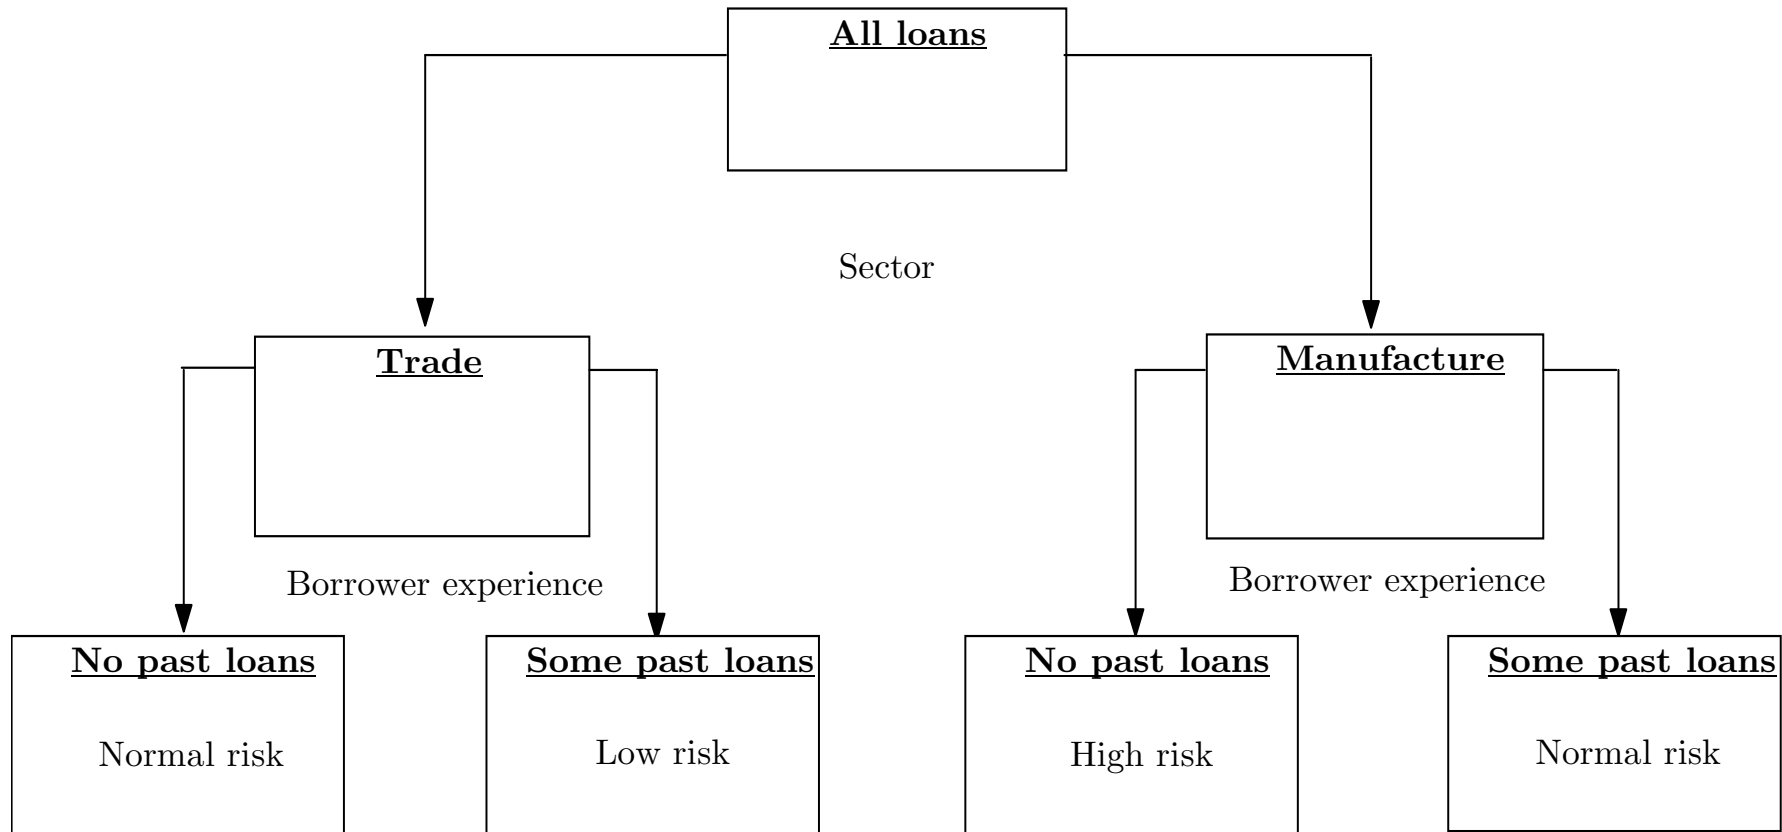 All loans
Sector
Trade
Manufacture
Borrower experience
Borrower experience
No past loans
Some past loans
No past loans
Some past loans
Normal risk
Low risk
High risk
Normal risk